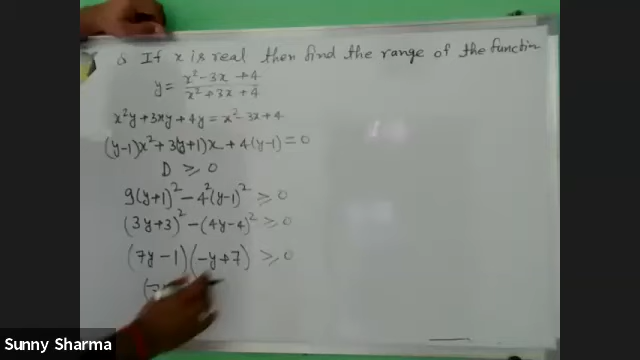 Q If x is real then find the range of the function
y = x² - 3x + 4 / x² + 3x + 4
x²y + 3xy + 4y = x² - 3x + 4
(y-1)x² + 3(y+1)x + 4(y-1) = 0
D ≥ 0
9(y+1)² - 4²(y-1)² ≥ 0
(3y+3)² - (4y-4)² ≥ 0
(7y-1)(-y+7) ≥ 0
Sunny Sharma